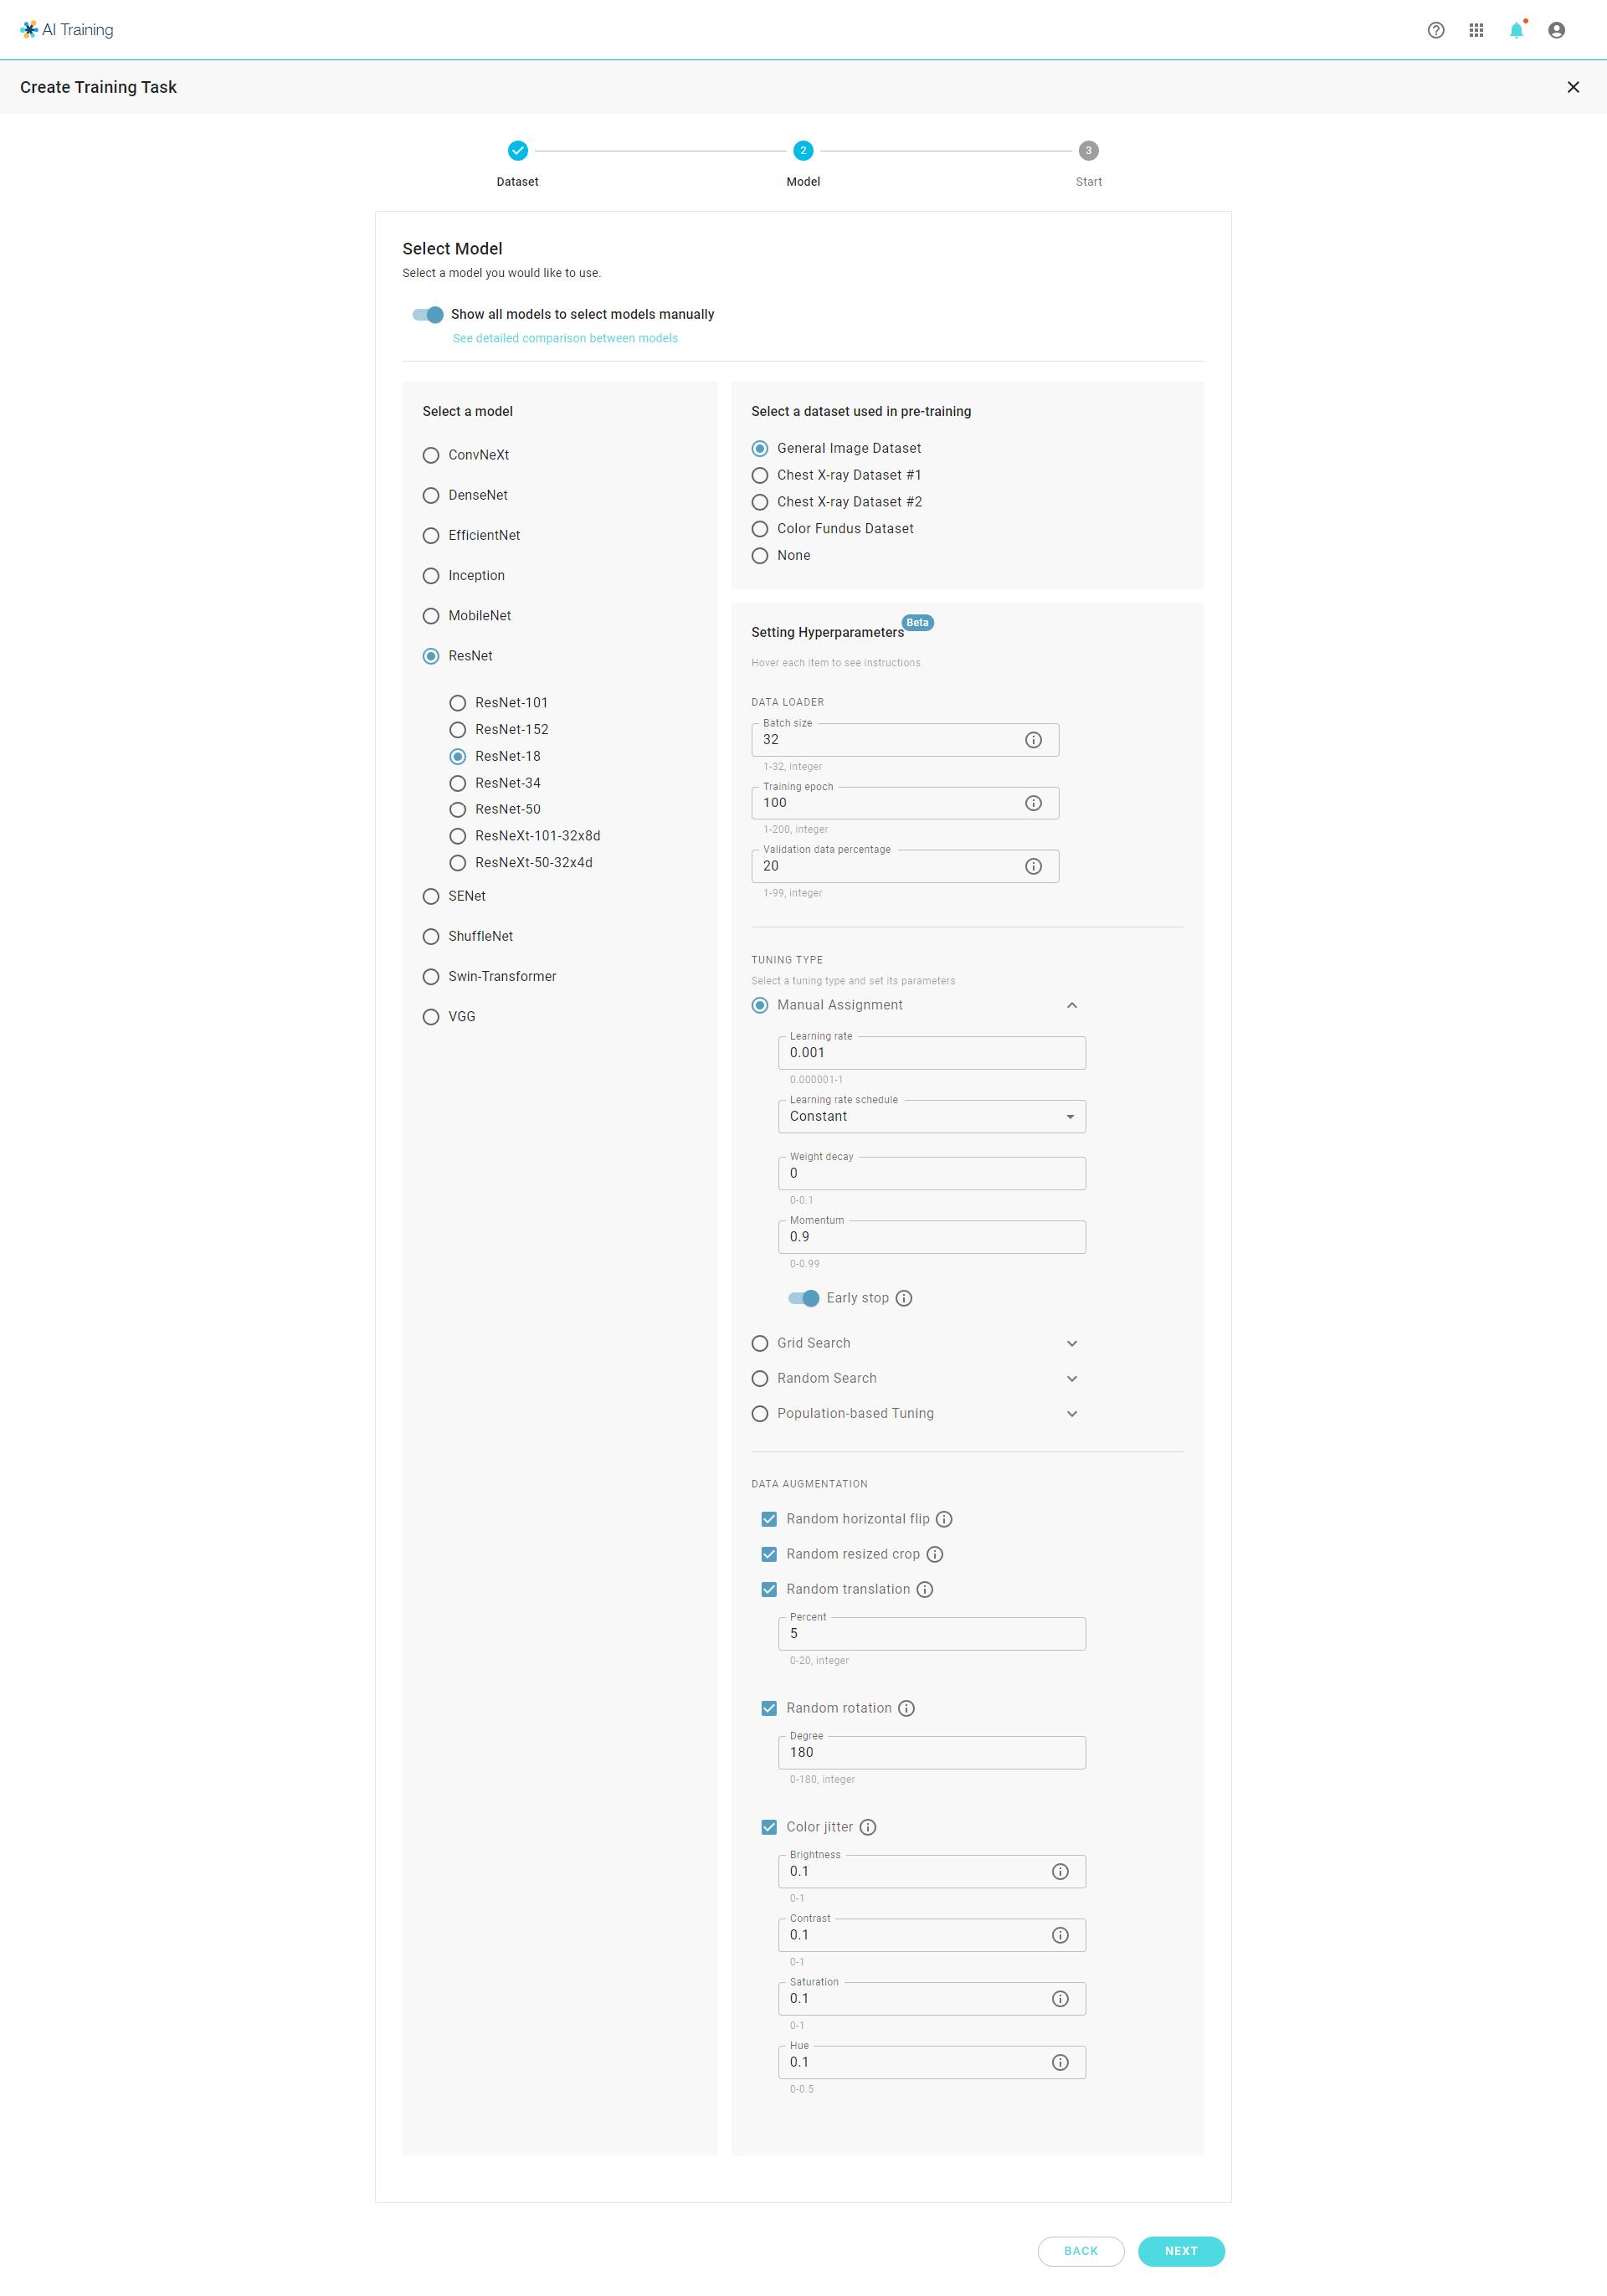 AI Training
Create Training Task
2
3
Dataset
Model
Start
Select Model
Select a model you would like to use.
Show all models to select models manually
See detailed comparison between models
Select a model
ConvNeXt
DenseNet
EfficientNet
Inception
MobileNet
ResNet
ResNet-101
ResNet-152
ResNet-18
ResNet-34
ResNet-50
ResNeXt-101-32x8d
ResNeXt-50-32x4d
SENet
ShuffleNet
Swin-Transformer
VGG
Select a dataset used in pre-training
General Image Dataset
Chest X-ray Dataset #1
Chest X-ray Dataset #2
Color Fundus Dataset
None
Setting Hyperparameters Beta
Hover each item to see instructions
DATA LOADER
Batch size
32
1-32, integer
Training epoch
100
1-200, integer
Validation data percentage
20
1-99, integer
TUNING TYPE
Select a tuning type and set its parameters
Manual Assignment
Learning rate
0.001
0.000001-1
Learning rate schedule
Constant
Weight decay
0
0-0.1
Momentum
0.9
0-0.99
Early stop
Grid Search
Random Search
Population-based Tuning
DATA AUGMENTATION
Random horizontal flip
Random resized crop
Random translation
Percent
5
0-20, integer
Random rotation
Degree
180
0-180, integer
Color jitter
Brightness
0.1
0-1
Contrast
0.1
0-1
Saturation
0.1
0-1
Hue
0.1
0-0.5
BACK
NEXT